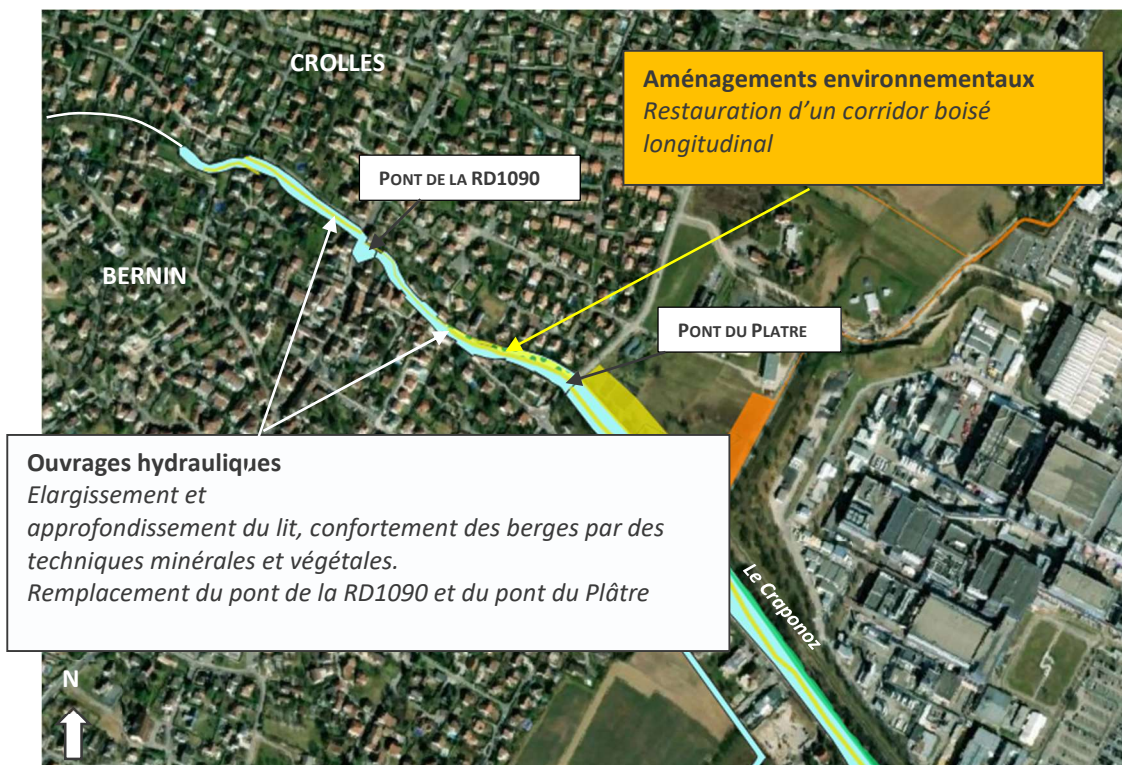 CROLLES
Aménagements environnementaux
Restauration d'un corridor boisé
longitudinal
PONT DE LA RD1090
BERNIN
PONT DU PLATRE
Ouvrages hydrauliques
Elargissement et
approfondissement du lit, confortement des berges par des
techniques minérales et végétales.
Remplacement du pont de la RD1090 et du pont du Plâtre
Le Craponoz
N